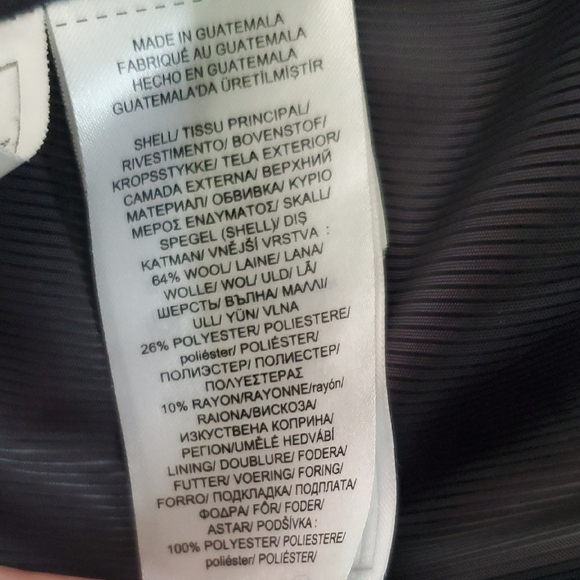 MADE IN GUATEMALA
FABRIQUÉ AU GUATEMALA
HECHO EN GUATEMALA
GUATEMALA'DA ÜRETİLMİŞTİR
SHELL/ TISSU PRINCIPAL/
RIVESTIMENTO/ BOVENSTOF/
KROPSSTYKKE/ TELA EXTERIOR/
CAMADA EXTERNA/ ВЕРХНИЙ
МАТЕРИАЛ/ ОБВИВКА/ ΚΥΡΙΟ
ΜΕΡΟΣ ΕΝΔΥΜΑΤΟΣ/ SKALL/
SPEGEL (SHELL)/ DIŞ
KATMAN/ VNĚJŠÍ VRSTVA :
64% WOOL/ LAINE/ LANA/
WOLLE/ WOL/ ULD/ LÃ/
ШЕРСТЬ/ ВЪЛНА/ ΜΑΛΛΙ/
ULL/ YÜN/ VLNA
26% POLYESTER/ POLIESTERE/
poliéster/ POLIÉSTER/
ПОЛИЭСТЕР/ ПОЛИЕСТЕР/
ΠΟΛΥΕΣΤΕΡΑΣ
10% RAYON/RAYONNE/rayón/
RAIONA/ВИСКОЗА/
ИЗКУСТВЕНА КОПРИНА/
ΡΕΓΙΟΝ/UMĚLÉ HEDVÁBÍ
LINING/ DOUBLURE/ FODERA/
FUTTER/ VOERING/ FORING/
FORRO/ ПОДКЛАДКА/ ПОДПЛАТА/
ΦΟΔΡΑ/ FÔR/ FODER/
ASTAR/ PODŠÍVKA :
100% POLYESTER/ POLIESTERE/
poliéster/ POLIÉSTER/